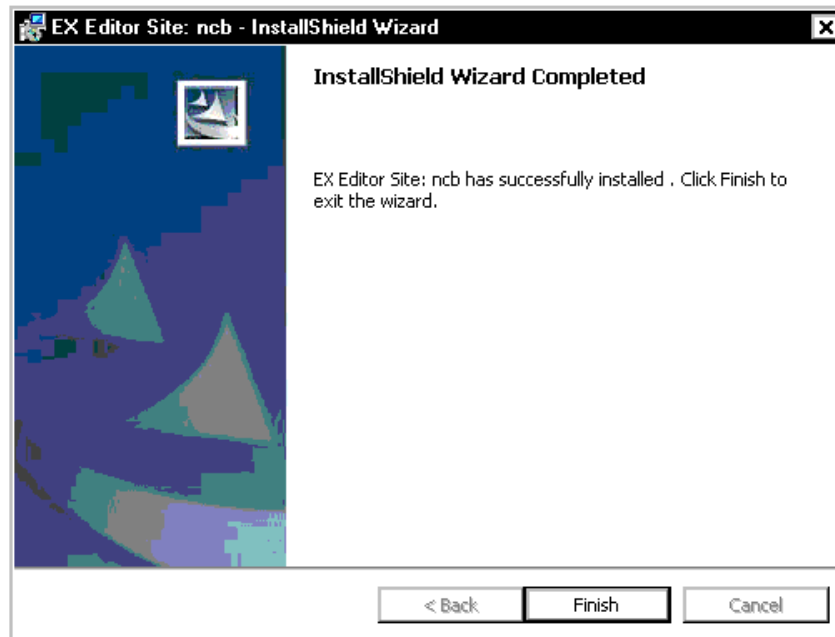 EX Editor Site: ncb - InstallShield Wizard
InstallShield Wizard Completed
EX Editor Site: ncb has successfully installed . Click Finish to
exit the wizard.
< Back
Finish
Cancel